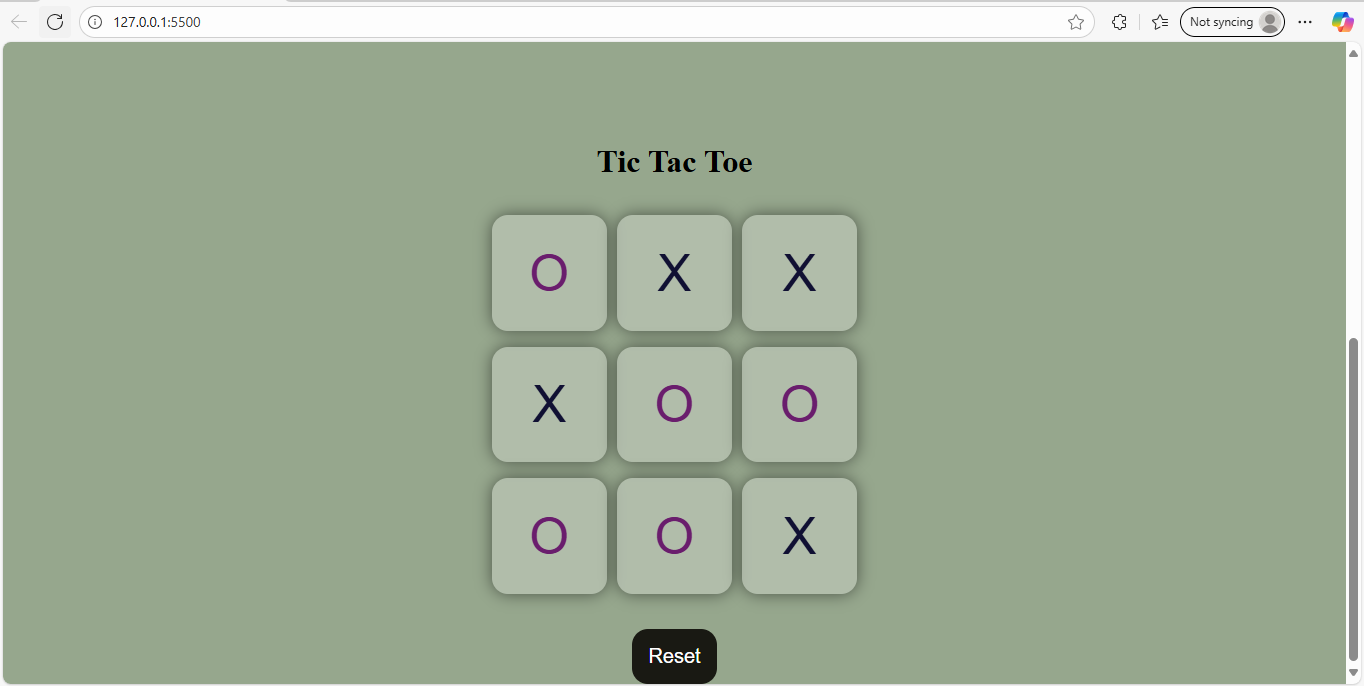 127.0.0.1:5500
Not syncing
Tic Tac Toe
O X X
X O O
O O X
Reset